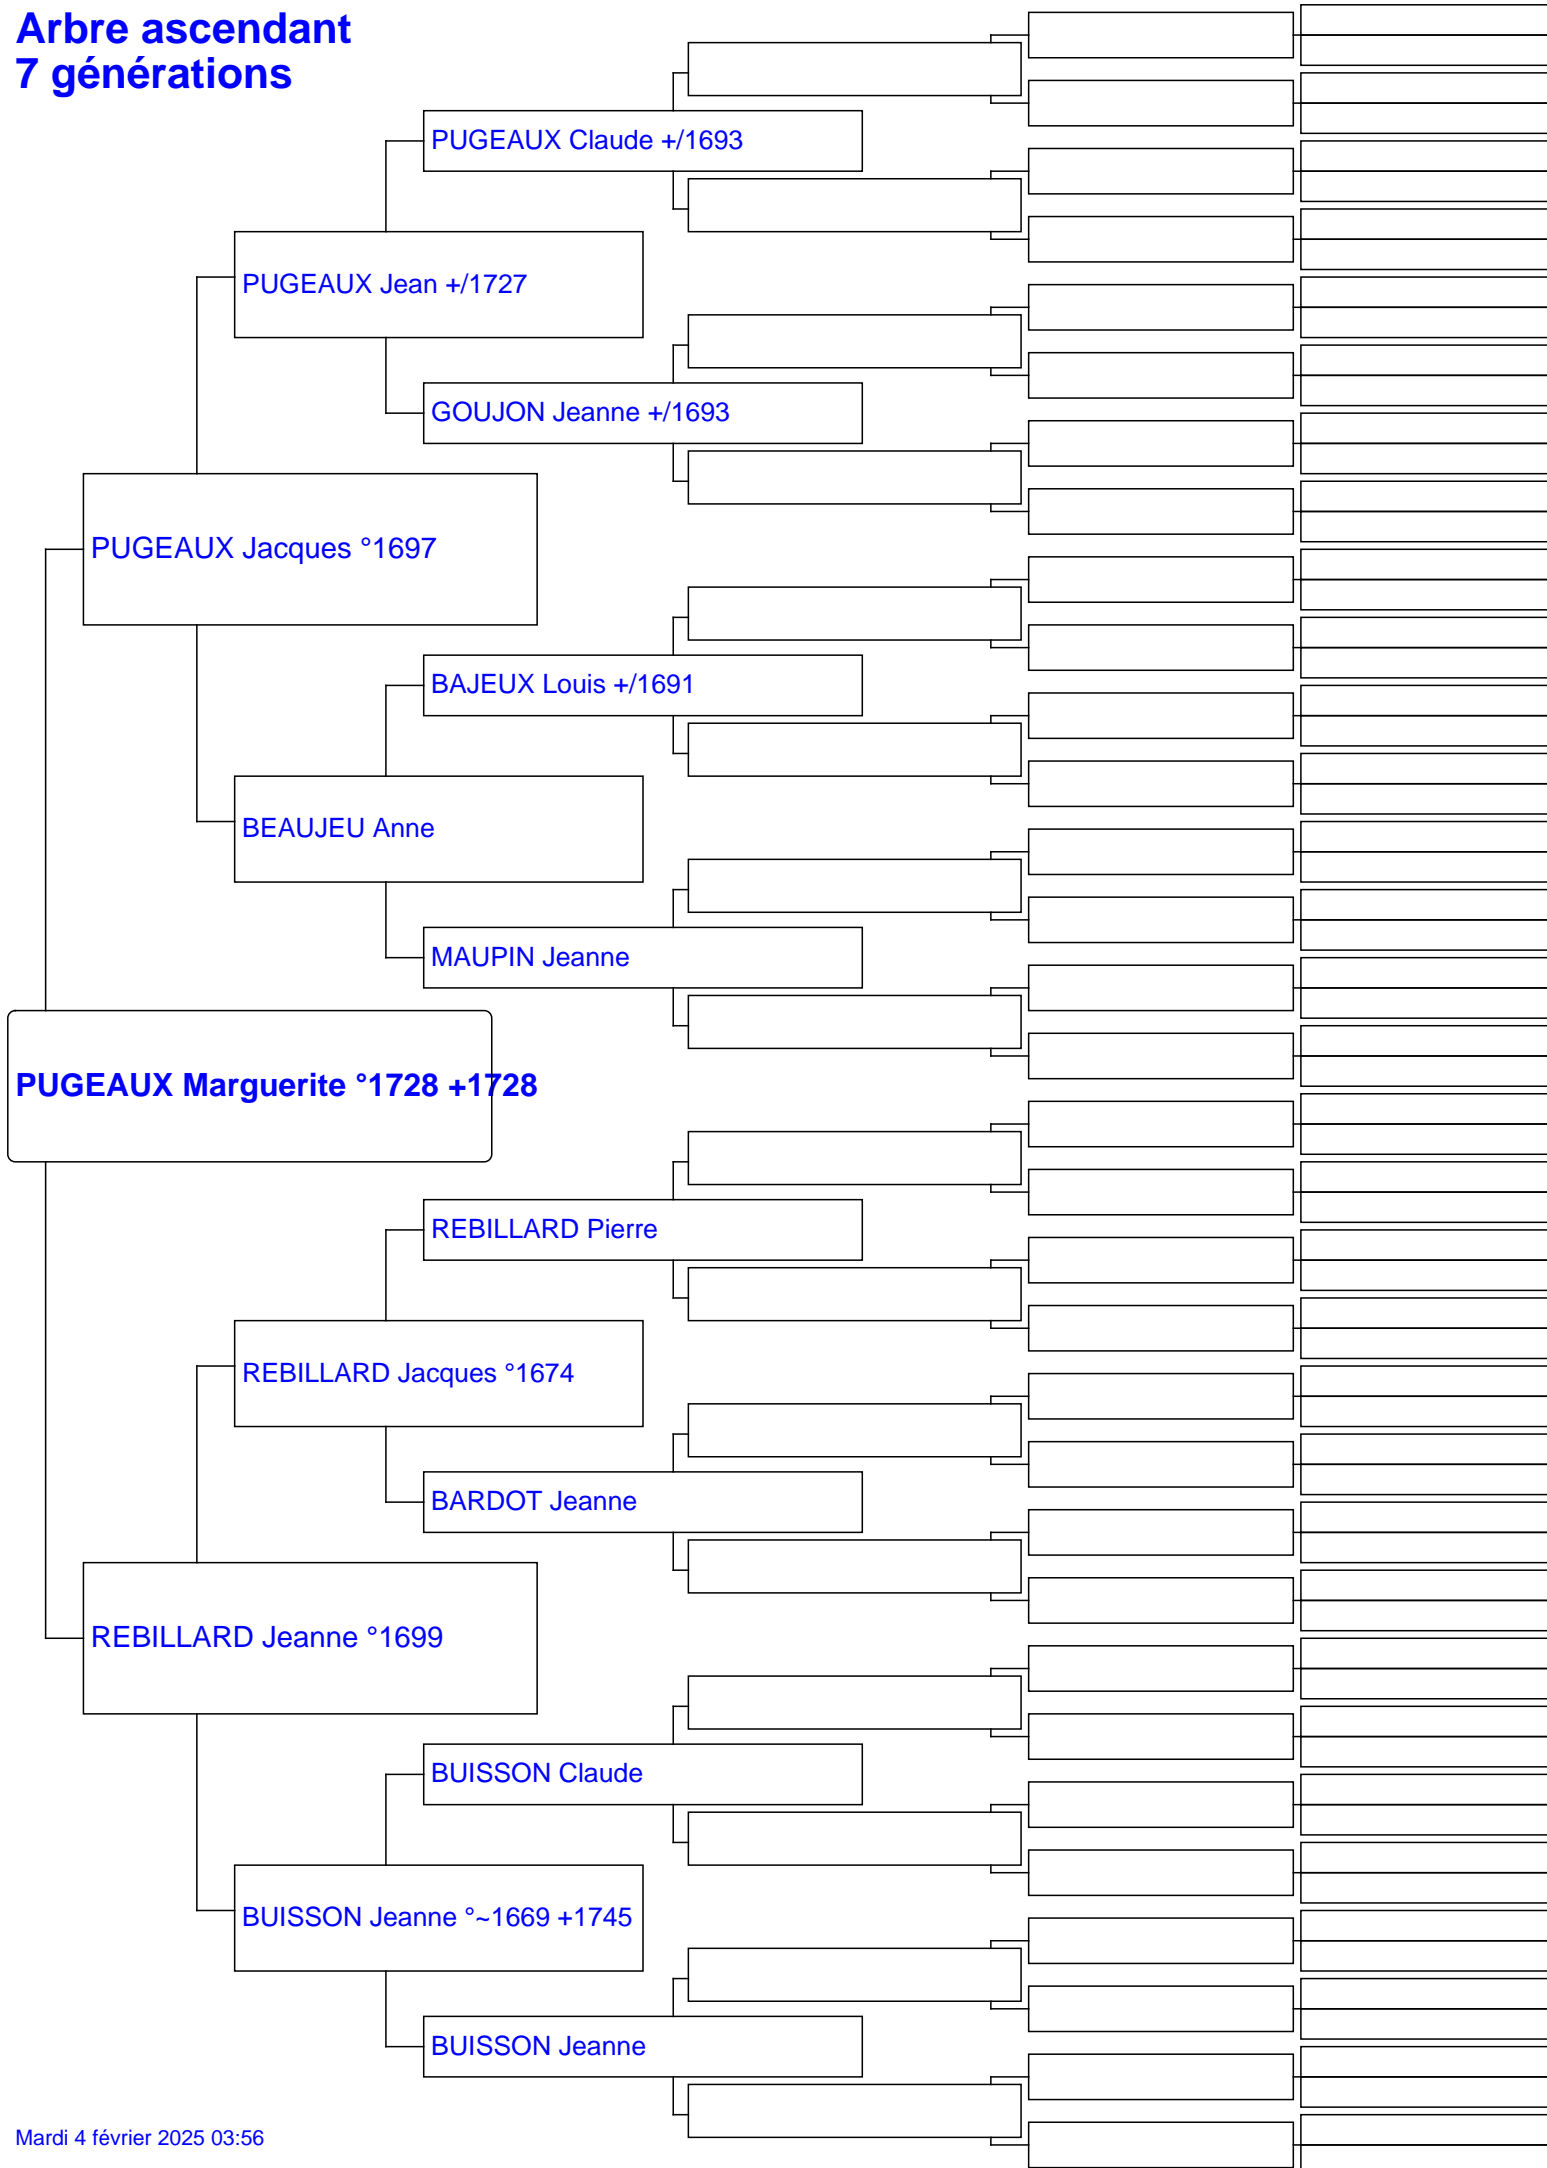 Arbre ascendant
7 générations
PUGEAUX Claude +/1693
PUGEAUX Jean +/1727
GOUJON Jeanne +/1693
PUGEAUX Jacques °1697
BAJEUX Louis +/1691
BEAUJEU Anne
MAUPIN Jeanne
PUGEAUX Marguerite °1728 +1728
REBILLARD Pierre
REBILLARD Jacques °1674
BARDOT Jeanne
REBILLARD Jeanne °1699
BUISSON Claude
BUISSON Jeanne °~1669 +1745
BUISSON Jeanne
Mardi 4 février 2025 03:56